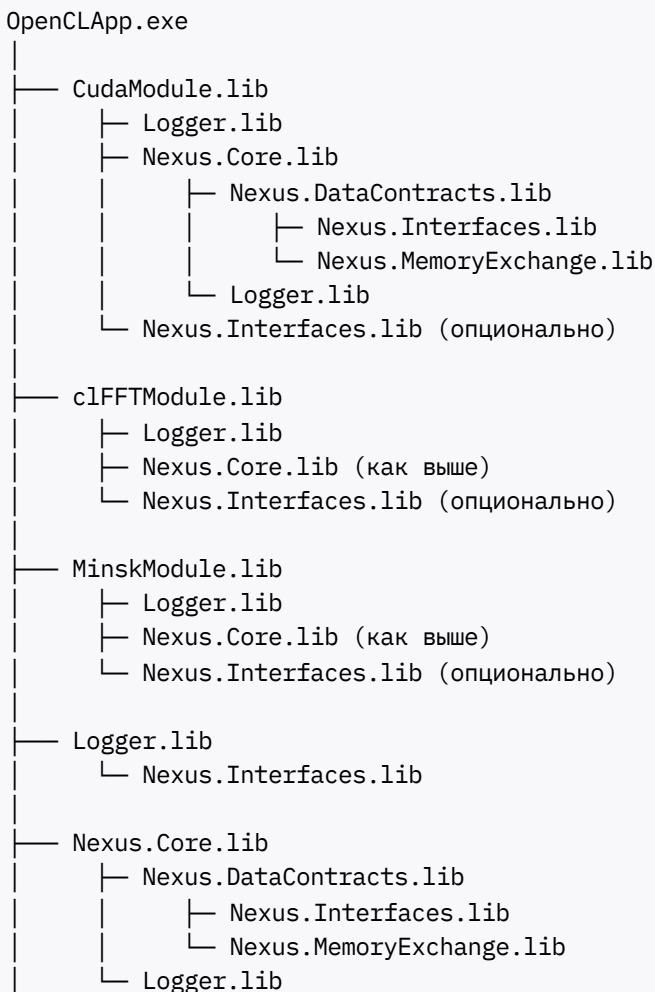 OpenCLApp.exe
│
├── CudaModule.lib
│     ├─ Logger.lib
│     ├─ Nexus.Core.lib
│     │     ├─ Nexus.DataContracts.lib
│     │     │     ├─ Nexus.Interfaces.lib
│     │     │     └─ Nexus.MemoryExchange.lib
│     │     └─ Logger.lib
│     └─ Nexus.Interfaces.lib (опционально)
│
├── clFFTModule.lib
│     ├─ Logger.lib
│     ├─ Nexus.Core.lib (как выше)
│     └─ Nexus.Interfaces.lib (опционально)
│
├── MinskModule.lib
│     ├─ Logger.lib
│     ├─ Nexus.Core.lib (как выше)
│     └─ Nexus.Interfaces.lib (опционально)
│
├── Logger.lib
│     └─ Nexus.Interfaces.lib
│
├── Nexus.Core.lib
│     ├─ Nexus.DataContracts.lib
│     │     ├─ Nexus.Interfaces.lib
│     │     └─ Nexus.MemoryExchange.lib
│     └─ Logger.lib